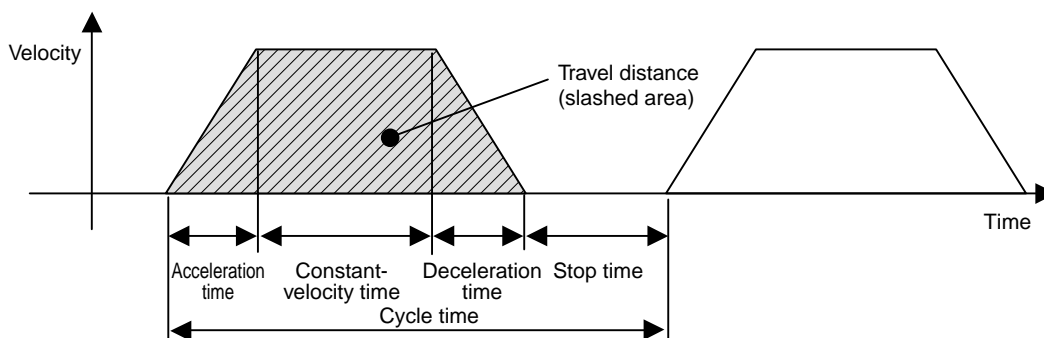 Velocity
Travel distance
(slashed area)
Time
Acceleration
time
Constant-
velocity time
Deceleration
time
Stop time
Cycle time